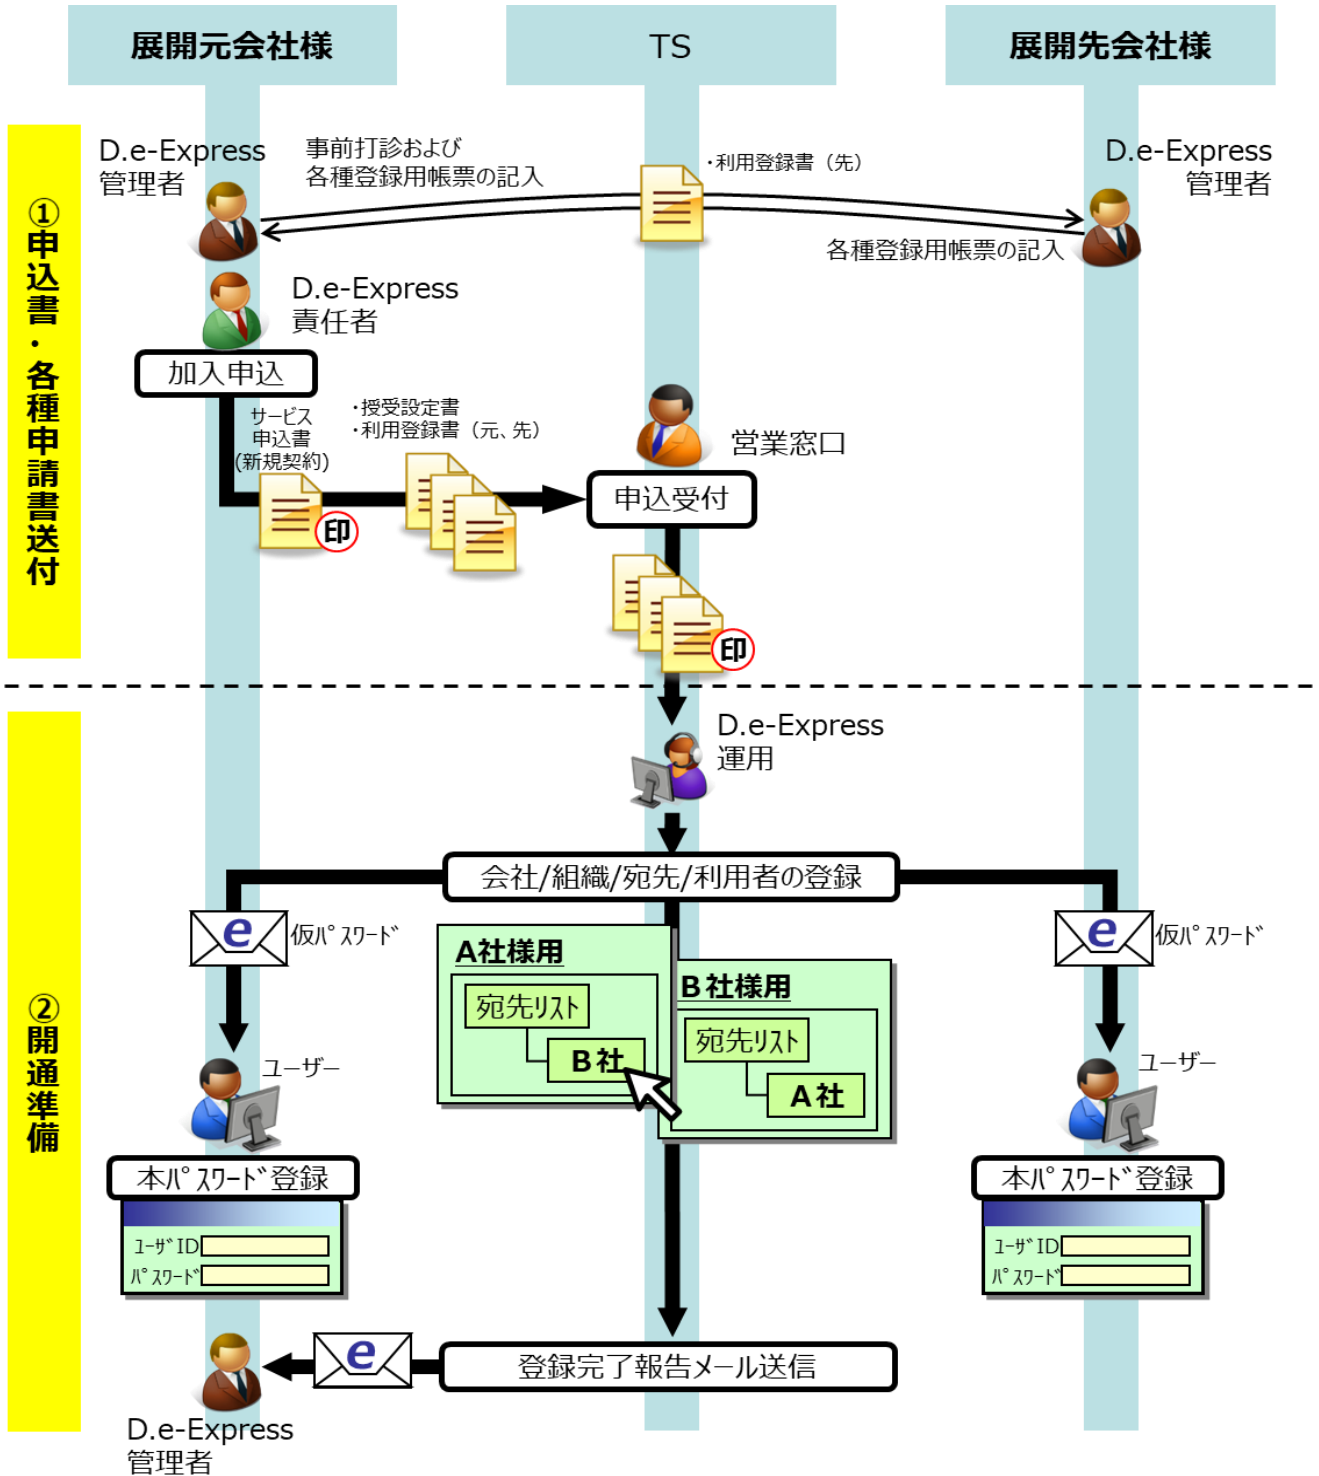 展開元会社様
TS
展開先会社様
①申込書・各種申請書送付
D.e-Express
管理者
事前打診および
各種登録用帳票の記入
・利用登録書（先）
D.e-Express
管理者
各種登録用帳票の記入
D.e-Express
責任者
加入申込
サービス
申込書
(新規契約)
・授受設定書
・利用登録書（元、先）
印
営業窓口
申込受付
印
②開通準備
D.e-Express
運用
会社/組織/宛先/利用者の登録
e
仮ﾊﾟｽﾜｰﾄﾞ
e
仮ﾊﾟｽﾜｰﾄﾞ
A社様用
宛先ﾘｽﾄ
B社
B社様用
宛先ﾘｽﾄ
A社
ユーザー
ユーザー
本ﾊﾟｽﾜｰﾄﾞ登録
ﾕｰｻﾞID
ﾊﾟｽﾜｰﾄﾞ
本ﾊﾟｽﾜｰﾄﾞ登録
ﾕｰｻﾞID
ﾊﾟｽﾜｰﾄﾞ
e
登録完了報告メール送信
D.e-Express
管理者